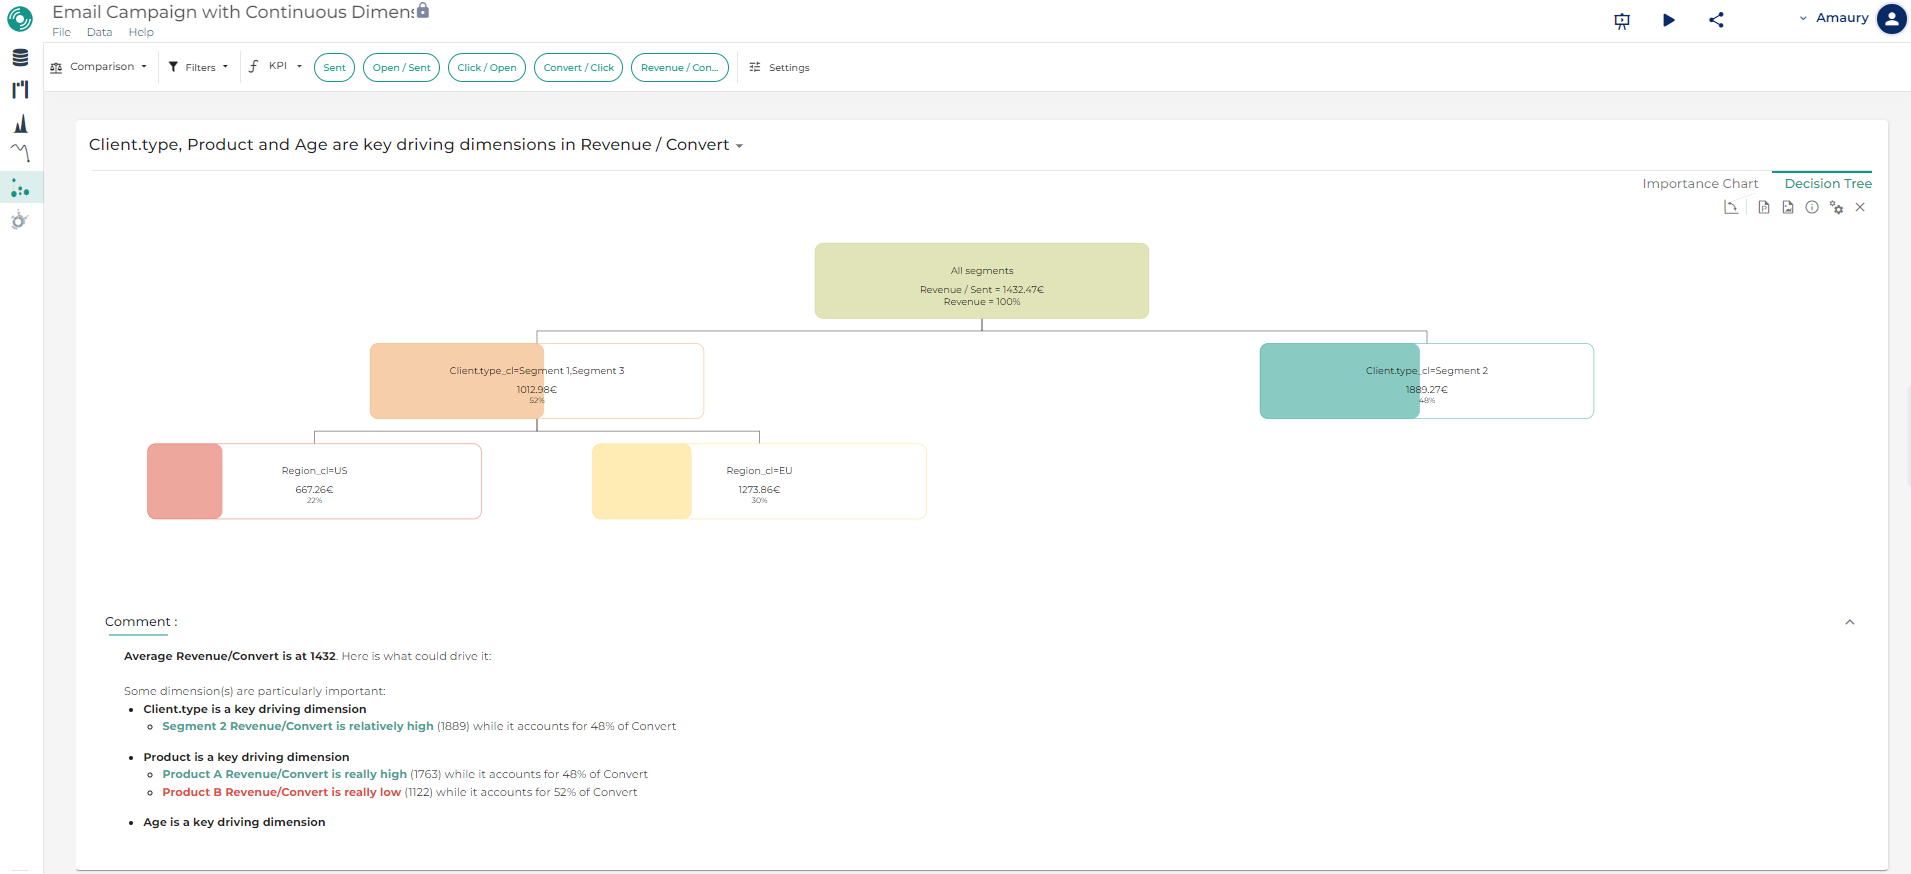 Email Campaign with Continuous Dimens
File Data Help
Amaury
Comparison Filters KPI Sent Open / Sent Click / Open Convert / Click Revenue / Con... Settings
Client.type, Product and Age are key driving dimensions in Revenue / Convert
Importance Chart Decision Tree
All segments
Revenue / Sent = 1432.47€
Revenue = 100%
Client.type_cl=Segment 1,Segment 3
1012.98€
52%
Client.type_cl=Segment 2
1889.27€
48%
Region_cl=US
667.26€
22%
Region_cl=EU
1273.86€
30%
Comment :
Average Revenue/Convert is at 1432. Here is what could drive it:
Some dimension(s) are particularly important:
Client.type is a key driving dimension
Segment 2 Revenue/Convert is relatively high (1889) while it accounts for 48% of Convert
Product is a key driving dimension
Product A Revenue/Convert is really high (1763) while it accounts for 48% of Convert
Product B Revenue/Convert is really low (1122) while it accounts for 52% of Convert
Age is a key driving dimension